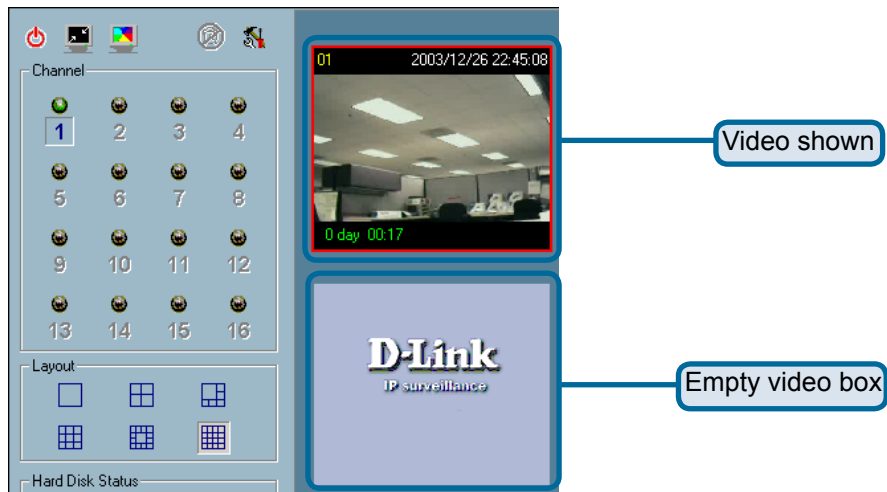 Channel
1 2 3 4
5 6 7 8
9 10 11 12
13 14 15 16
Layout
Hard Disk Status
01 2003/12/26 22:45:08
0 day 00:17
D-Link
IP surveillance
Video shown
Empty video box